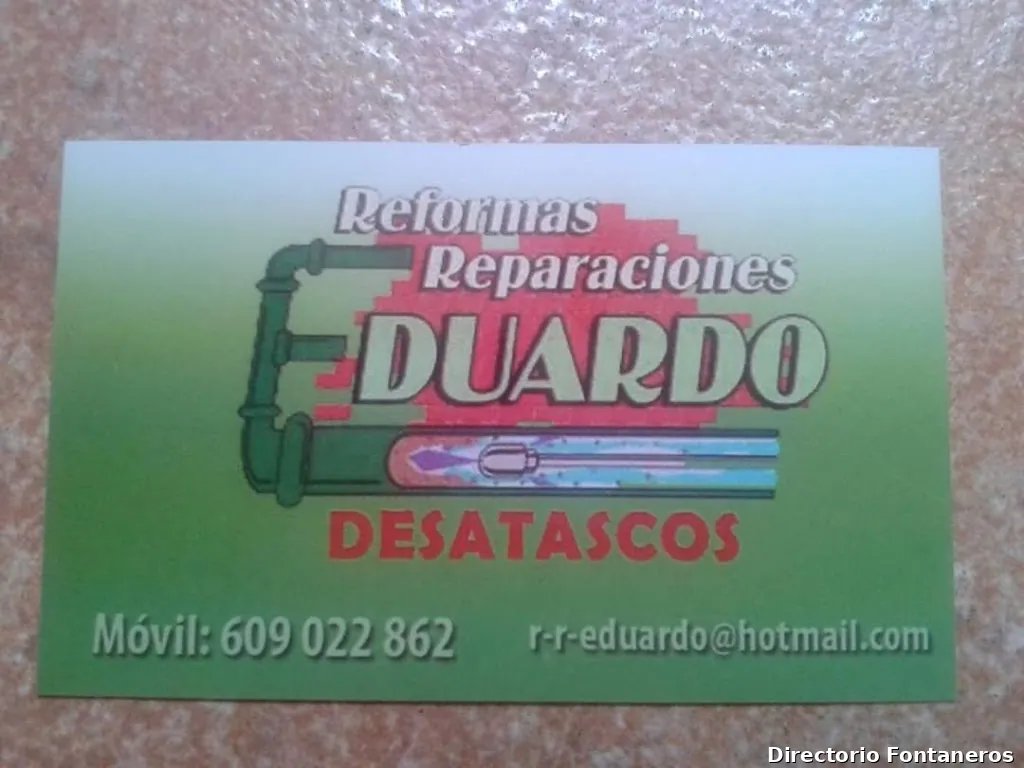 Reformas
Reparaciones
EDUARDO
DESATASCOS
Móvil: 609 022 862
r-r-eduardo@hotmail.com
Directorio Fontaneros